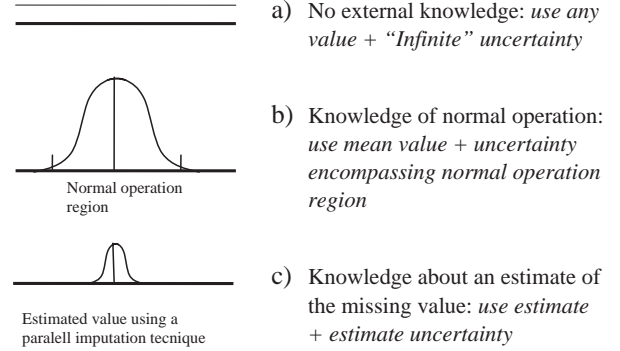 a) No external knowledge: use any
value + “Infinite” uncertainty
b) Knowledge of normal operation:
use mean value + uncertainty
encompassing normal operation
region
Normal operation
region
c) Knowledge about an estimate of
the missing value: use estimate
+ estimate uncertainty
Estimated value using a
paralell imputation tecnique